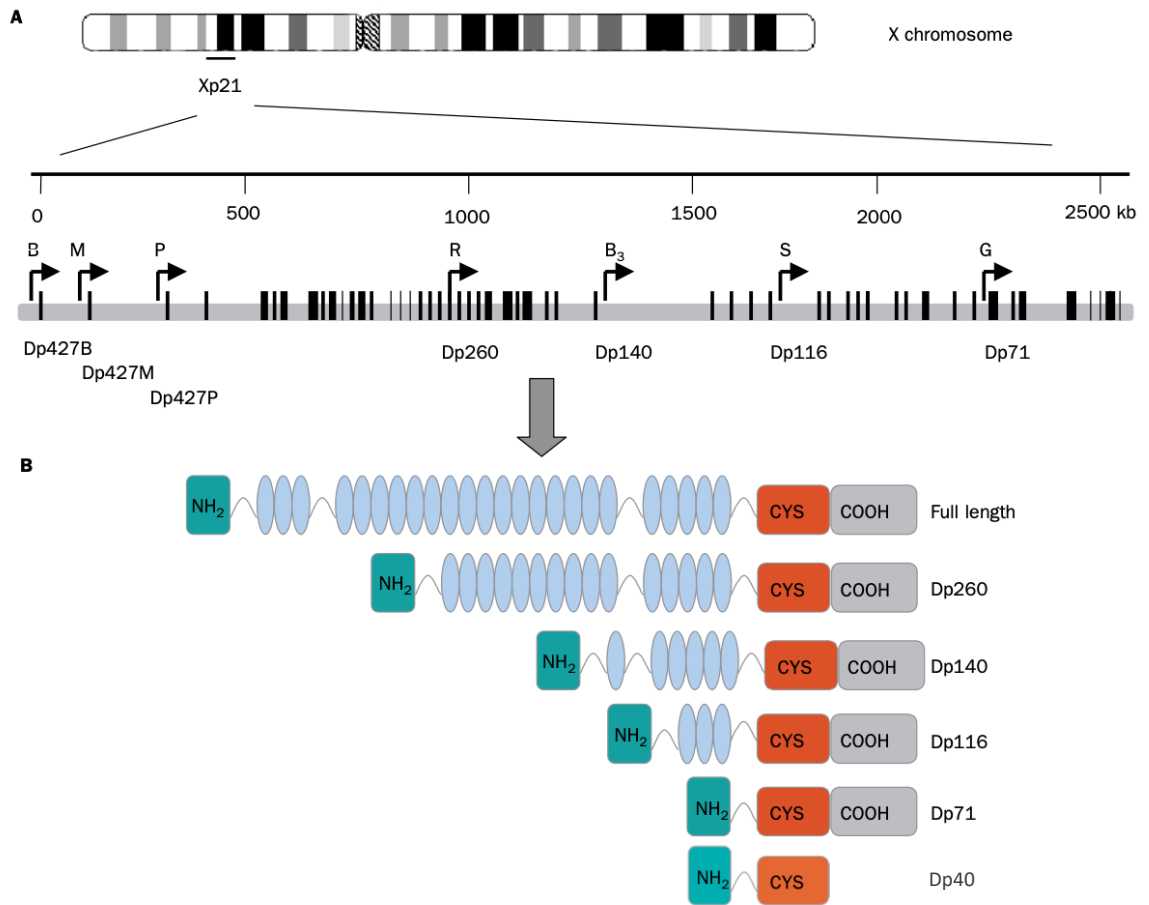 A
X chromosome
Xp21
0 500 1000 1500 2000 2500 kb
B M P R B3 S G
Dp427B Dp260 Dp140 Dp116 Dp71
Dp427M
Dp427P
B
NH2 CYS COOH Full length
NH2 CYS COOH Dp260
NH2 CYS COOH Dp140
NH2 CYS COOH Dp116
NH2 CYS COOH Dp71
NH2 CYS Dp40